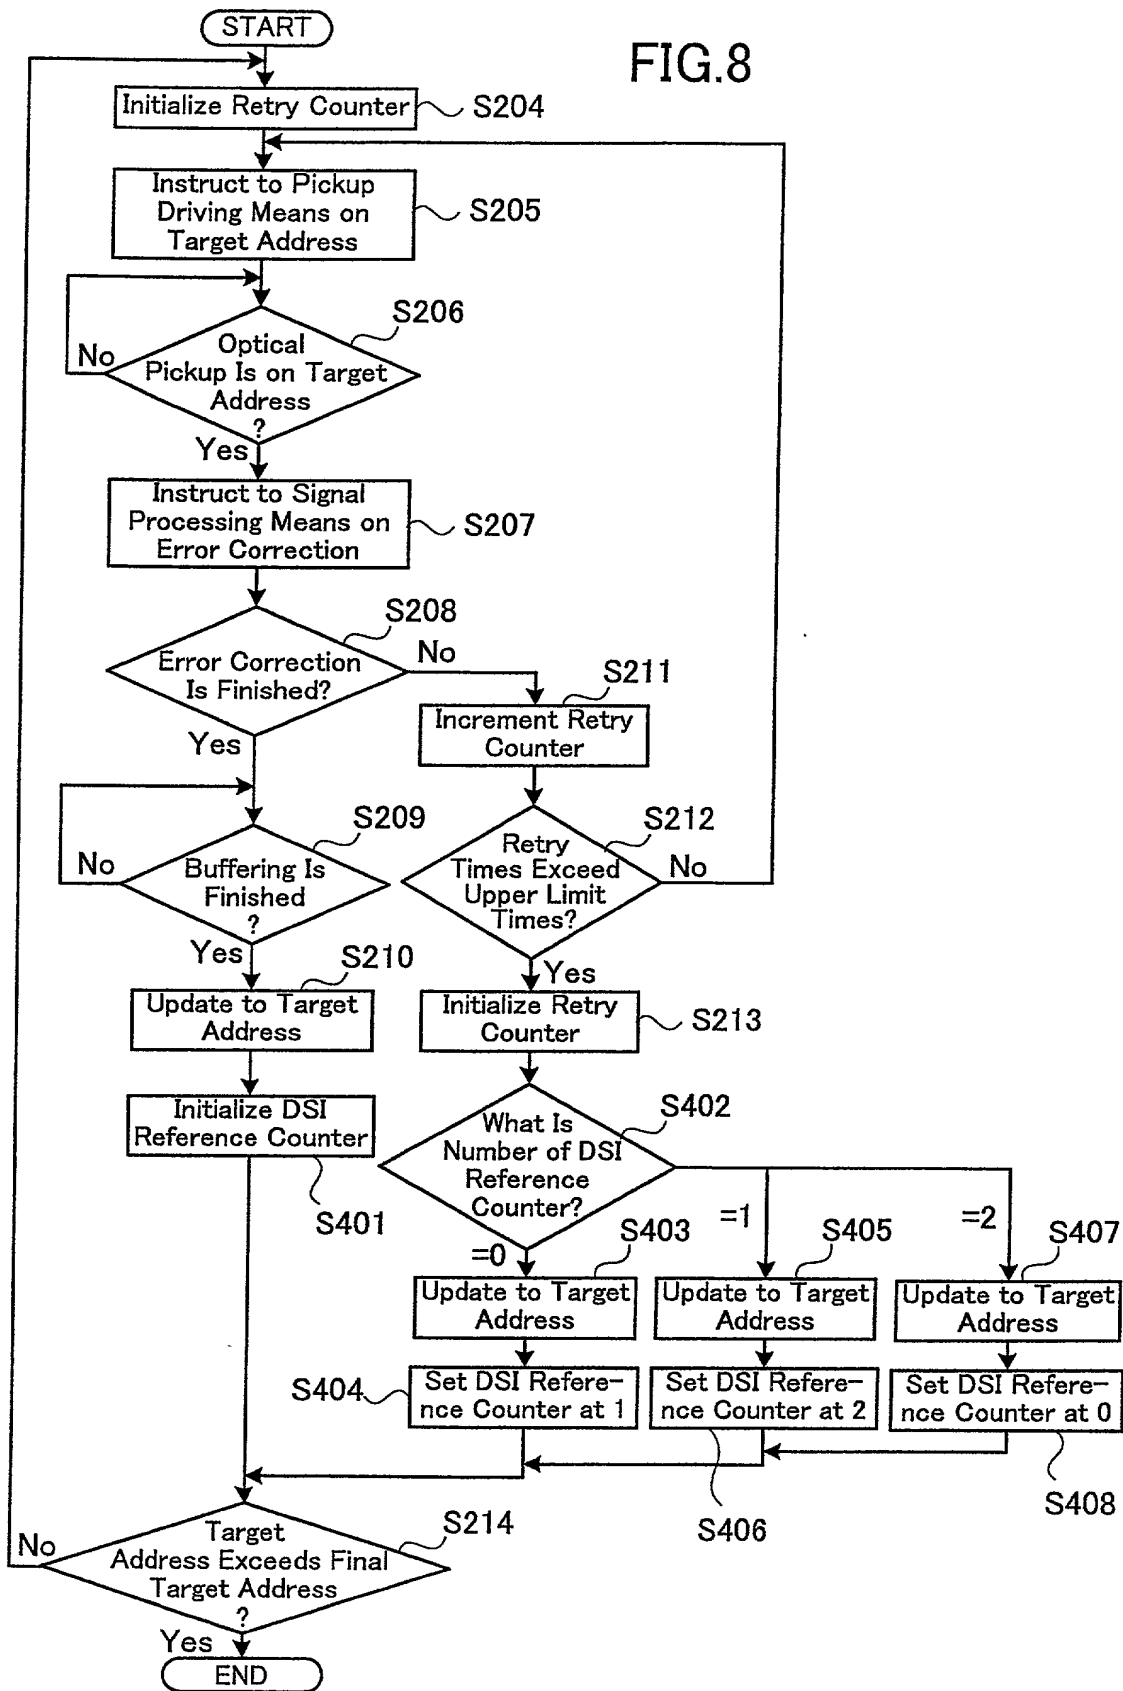 START
FIG.8
Initialize Retry Counter
S204
Instruct to Pickup
Driving Means on
Target Address
S205
S206
Optical
Pickup Is on Target
Address
?
No
Yes
Instruct to Signal
Processing Means on
Error Correction
S207
S208
Error Correction
Is Finished?
No
Yes
S211
Increment Retry
Counter
S209
Buffering Is
Finished
?
No
Yes
S212
Retry
Times Exceed
Upper Limit
Times?
No
Yes
S210
Update to Target
Address
Initialize Retry
Counter
S213
Initialize DSI
Reference Counter
S401
S402
What Is
Number of DSI
Reference
Counter?
=0
=1
=2
S403
Update to Target
Address
S405
Update to Target
Address
S407
Update to Target
Address
S404
Set DSI Refere-
nce Counter at 1
Set DSI Refere-
nce Counter at 2
S406
Set DSI Refere-
nce Counter at 0
S408
S214
Target
Address Exceeds Final
Target Address
?
No
Yes
END